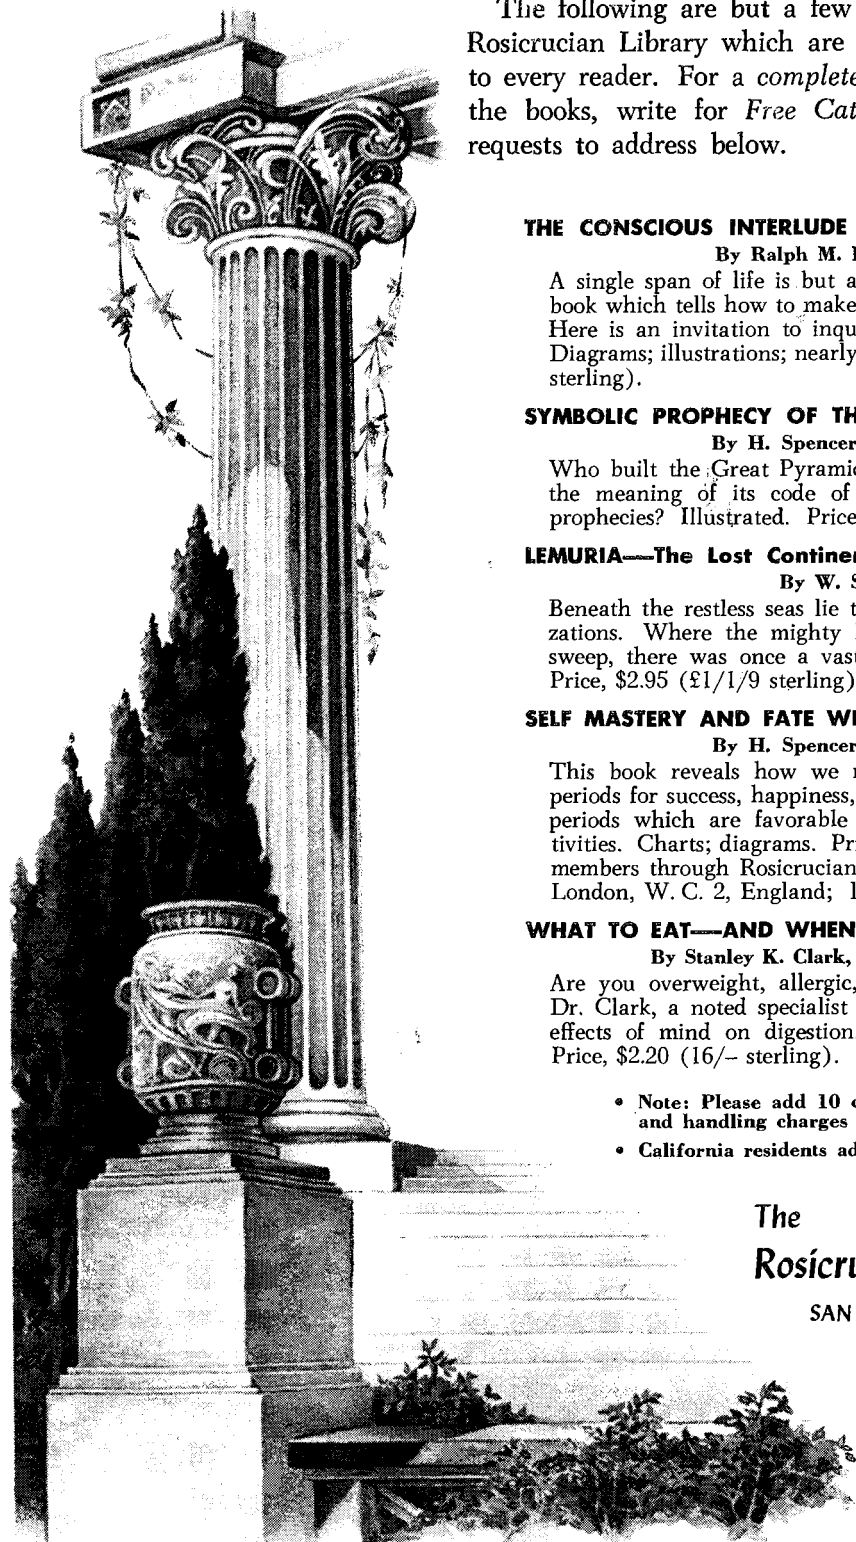 The following are but a few
Rosicrucian Library which are
to every reader. For a complete
the books, write for Free Cat
requests to address below.
THE CONSCIOUS INTERLUDE
By Ralph M.
A single span of life is but a
book which tells how to make
Here is an invitation to inqu
Diagrams; illustrations; nearly
sterling).
SYMBOLIC PROPHECY OF TH
By H. Spencer
Who built the Great Pyramid
the meaning of its code of
prophecies? Illustrated. Price
LEMURIA—The Lost Continen
By W. S
Beneath the restless seas lie t
zations. Where the mighty
sweep, there was once a vast
Price, $2.95 (£1/1/9 sterling)
SELF MASTERY AND FATE WI
By H. Spencer
This book reveals how we
periods for success, happiness,
periods which are favorable
tivities. Charts; diagrams. Pri
members through Rosicrucian
London, W. C. 2, England;
WHAT TO EAT—AND WHEN
By Stanley K. Clark,
Are you overweight, allergic,
Dr. Clark, a noted specialist
effects of mind on digestion.
Price, $2.20 (16/– sterling).
• Note: Please add 10
and handling charges
• California residents ad
The
Rosicru
SAN